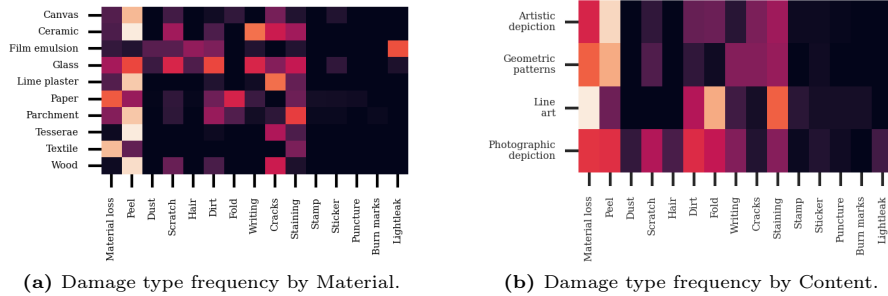 Canvas
Ceramic
Film emulsion
Glass
Lime plaster
Paper
Parchment
Tesserae
Textile
Wood
Material loss
Peel
Dust
Scratch
Hair
Dirt
Fold
Writing
Cracks
Staining
Stamp
Sticker
Puncture
Burn marks
Lightleak
(a) Damage type frequency by Material.
Artistic
depiction
Geometric
patterns
Line
art
Photographic
depiction
Material loss
Peel
Dust
Scratch
Hair
Dirt
Fold
Writing
Cracks
Staining
Stamp
Sticker
Puncture
Burn marks
Lightleak
(b) Damage type frequency by Content.